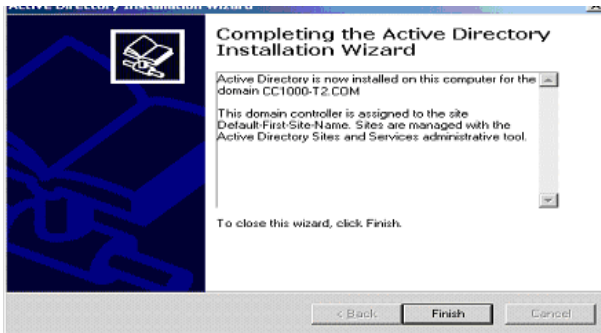 Active Directory Installation Wizard
Completing the Active Directory
Installation Wizard
Active Directory is now installed on this computer for the
domain CC1000-T2.COM
This domain controller is assigned to the site
Default-First-Site-Name. Sites are managed with the
Active Directory Sites and Services administrative tool.
To close this wizard, click Finish.
< Back
Finish
Cancel